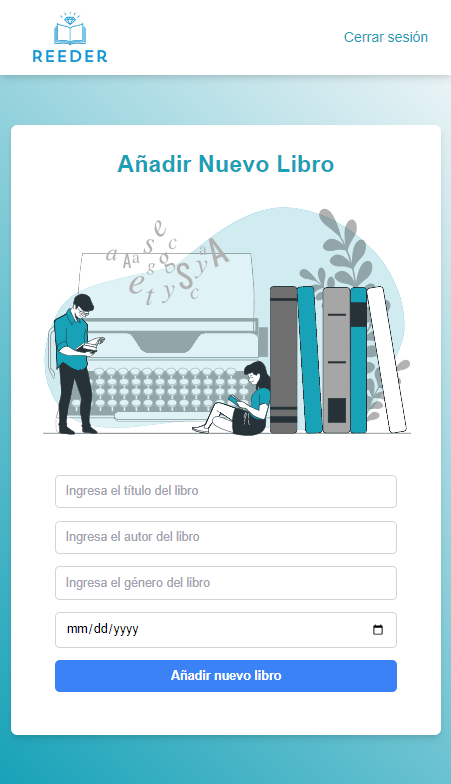 REEDER
Cerrar sesión
Añadir Nuevo Libro
Ingresa el título del libro
Ingresa el autor del libro
Ingresa el género del libro
mm/dd/yyyy
Añadir nuevo libro